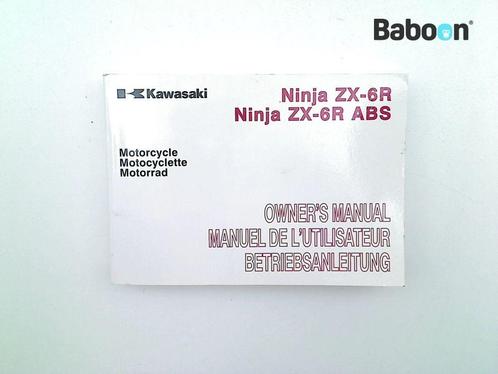 Baboon
Kawasaki
Ninja ZX-6R
Ninja ZX-6R ABS
Motorcycle
Motocyclette
Motorrad
OWNER'S MANUAL
MANUEL DE L'UTILISATEUR
BETRIEBSANLEITUNG